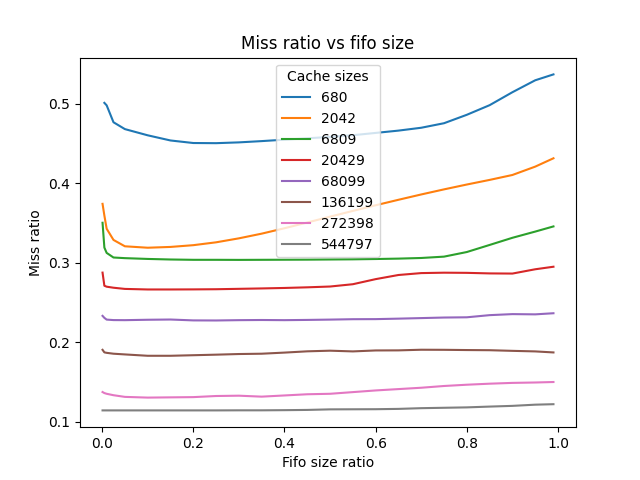 Miss ratio vs fifo size
Cache sizes
680
2042
6809
20429
68099
136199
272398
544797
Miss ratio
0.5
0.4
0.3
0.2
0.1
0.0 0.2 0.4 0.6 0.8 1.0
Fifo size ratio